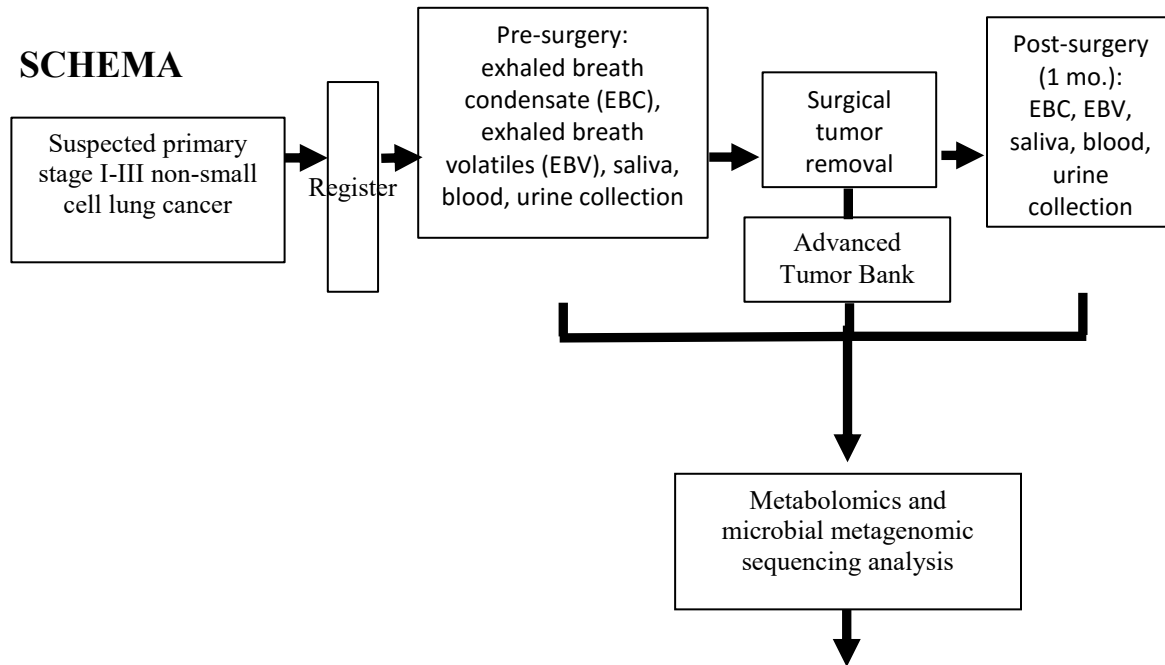 SCHEMA
Suspected primary
stage I-III non-small
cell lung cancer
Register
Pre-surgery:
exhaled breath
condensate (EBC),
exhaled breath
volatiles (EBV), saliva,
blood, urine collection
Surgical
tumor
removal
Advanced
Tumor Bank
Post-surgery
(1 mo.):
EBC, EBV,
saliva, blood,
urine
collection
Metabolomics and
microbial metagenomic
sequencing analysis